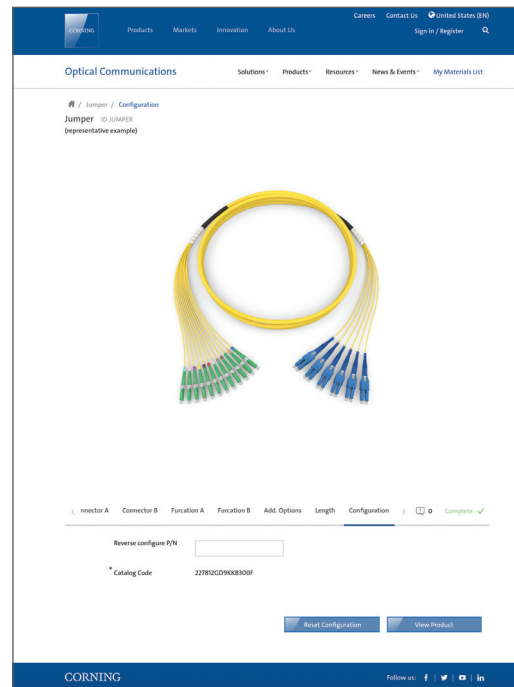 Careers Contact Us United States (EN)
CORNING Products Markets Innovation About Us Sign in / Register
Optical Communications Solutions Products Resources News & Events My Materials List
/ Jumper / Configuration
Jumper ID JUMPER
(representative example)
nnector A Connector B Furcation A Furcation B Add. Options Length Configuration 0 Complete
Reverse configure P/N
* Catalog Code 227812GD9KKB300F
Reset Configuration View Product
CORNING Follow us: